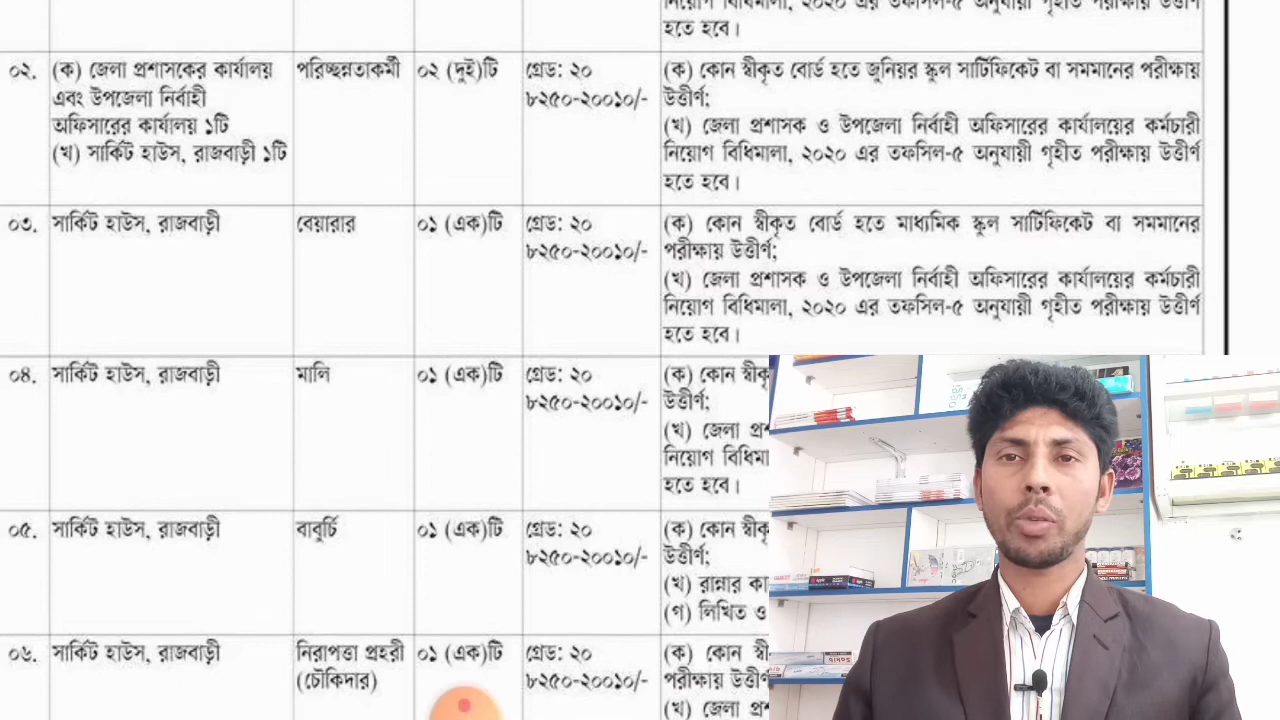 নিয়োগ বিধিমালা, ২০২০ এর তফসিল-৫ অনুযায়ী গৃহীত পরীক্ষায় উত্তীর্ণ
হতে হবে।
০২. (ক) জেলা প্রশাসকের কার্যালয় পরিচ্ছন্নতাকর্মী ০২ (দুই)টি গ্রেড: ২০ (ক) কোন স্বীকৃত বোর্ড হতে জুনিয়র স্কুল সার্টিফিকেট বা সমমানের পরীক্ষায়
এবং উপজেলা নির্বাহী ৮২৫০-২০০১০/- উত্তীর্ণ;
অফিসারের কার্যালয় ১টি (খ) জেলা প্রশাসক ও উপজেলা নির্বাহী অফিসারের কার্যালয়ের কর্মচারী
(খ) সার্কিট হাউস, রাজবাড়ী ১টি নিয়োগ বিধিমালা, ২০২০ এর তফসিল-৫ অনুযায়ী গৃহীত পরীক্ষায় উত্তীর্ণ
হতে হবে।
০৩. সার্কিট হাউস, রাজবাড়ী বেয়ারার ০১ (এক)টি গ্রেড: ২০ (ক) কোন স্বীকৃত বোর্ড হতে মাধ্যমিক স্কুল সার্টিফিকেট বা সমমানের
৮২৫০-২০০১০/- পরীক্ষায় উত্তীর্ণ;
(খ) জেলা প্রশাসক ও উপজেলা নির্বাহী অফিসারের কার্যালয়ের কর্মচারী
নিয়োগ বিধিমালা, ২০২০ এর তফসিল-৫ অনুযায়ী গৃহীত পরীক্ষায় উত্তীর্ণ
হতে হবে।
০৪. সার্কিট হাউস, রাজবাড়ী মালি ০১ (এক)টি গ্রেড: ২০ (ক) কোন স্বীকৃ
৮২৫০-২০০১০/- উত্তীর্ণ;
(খ) জেলা প্রশ
নিয়োগ বিধিমা
হতে হবে।
০৫. সার্কিট হাউস, রাজবাড়ী বাবুর্চি ০১ (এক)টি গ্রেড: ২০ (ক) কোন স্বীকৃ
৮২৫০-২০০১০/- উত্তীর্ণ;
(খ) রান্নার কা
(গ) লিখিত ও
০৬. সার্কিট হাউস, রাজবাড়ী নিরাপত্তা প্রহরী ০১ (এক)টি গ্রেড: ২০ (ক) কোন স্বী
(চৌকিদার) ৮২৫০-২০০১০/- পরীক্ষায় উত্তীর্ণ
(খ) জেলা প্রশ